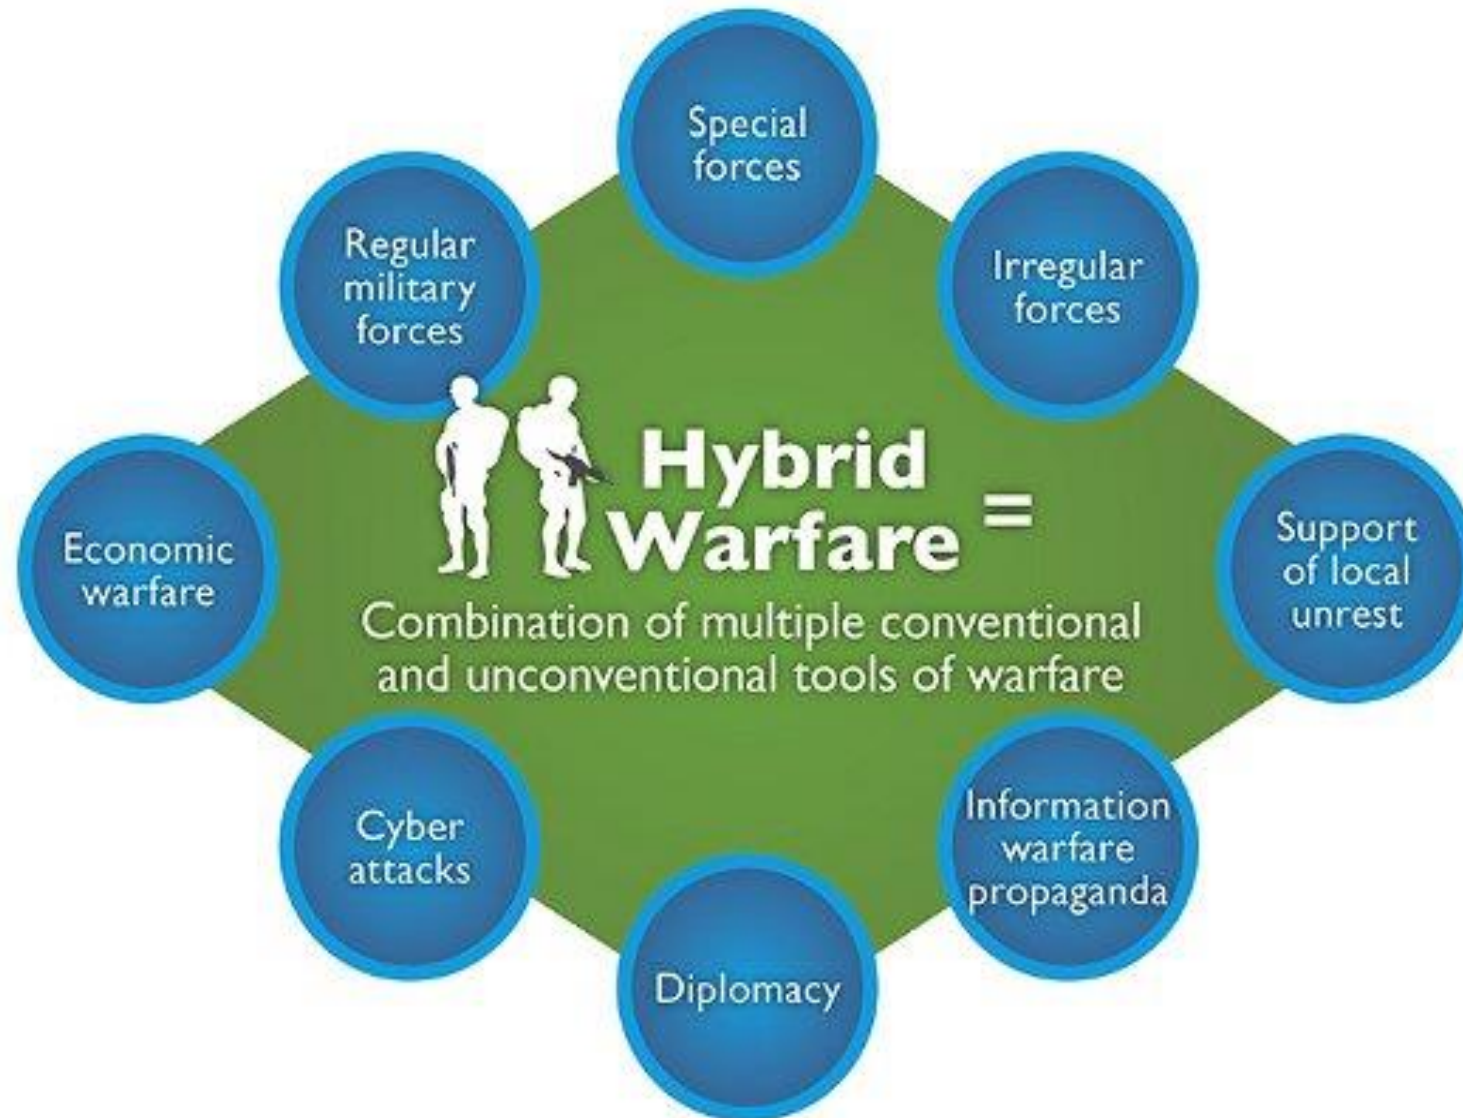 Special
forces
Regular
military
forces
Irregular
forces
Hybrid
Warfare =
Economic
warfare
Support
of local
unrest
Combination of multiple conventional
and unconventional tools of warfare
Cyber
attacks
Information
warfare
propaganda
Diplomacy